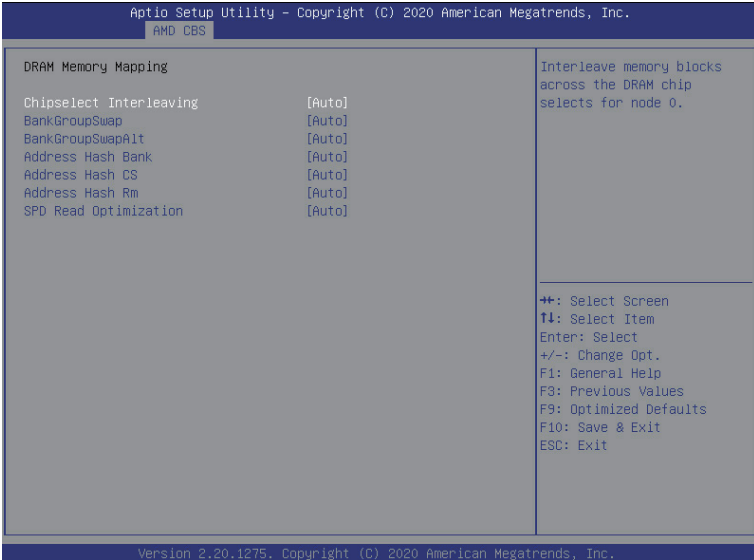 Aptio Setup Utility – Copyright (C) 2020 American Megatrends, Inc.
AMD CBS
DRAM Memory Mapping
Chipselect Interleaving [Auto]
BankGroupSwap [Auto]
BankGroupSwapAlt [Auto]
Address Hash Bank [Auto]
Address Hash CS [Auto]
Address Hash Rm [Auto]
SPD Read Optimization [Auto]
Interleave memory blocks
across the DRAM chip
selects for node 0.
→←: Select Screen
↑↓: Select Item
Enter: Select
+/-: Change Opt.
F1: General Help
F3: Previous Values
F9: Optimized Defaults
F10: Save & Exit
ESC: Exit
Version 2.20.1275. Copyright (C) 2020 American Megatrends, Inc.